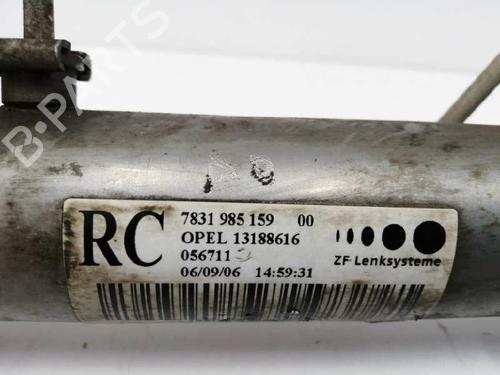 B-PARTS
RC
7831 985 159 00
OPEL 13188616
056711
06/09/06 14:59:31
ZF Lenksysteme